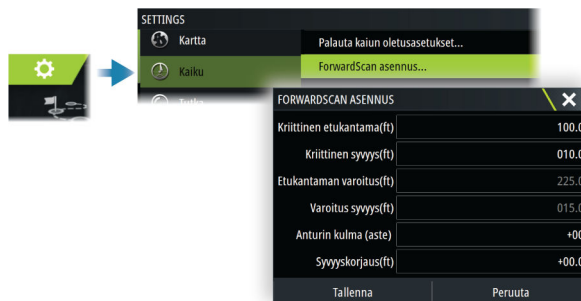 SETTINGS
Kartta
Palauta kaiun oletusasetukset...
Kaiku
ForwardScan asennus...
FORWARDSCAN ASENNUS
Kriittinen etukantama(ft) 100.0
Kriittinen syvyys(ft) 010.0
Etukantaman varoitus(ft) 225.0
Varoitus syvyys(ft) 015.0
Anturin kulma (aste) +00
Syvyyskorjaus(ft) +00.0
Tallenna Peruuta